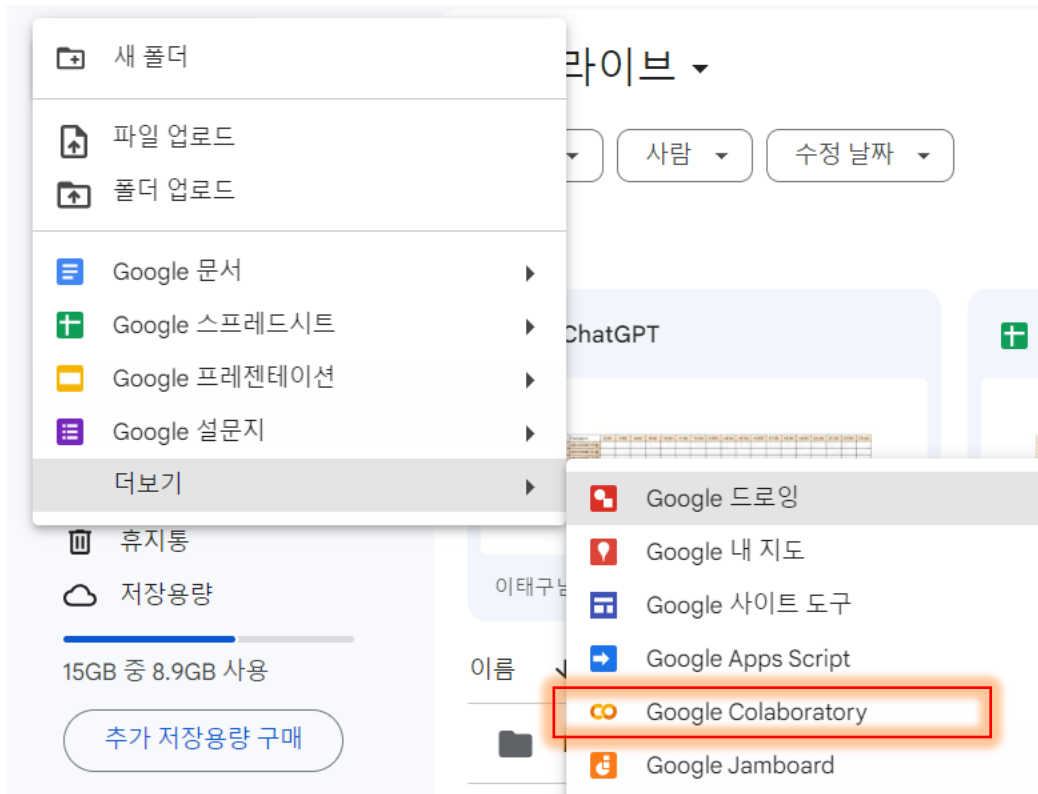 새 폴더
파일 업로드
폴더 업로드
Google 문서
Google 스프레드시트
Google 프레젠테이션
Google 설문지
더보기
휴지통
저장용량
15GB 중 8.9GB 사용
추가 저장용량 구매
라이브
사람
수정 날짜
ChatGPT
이태구님
이름
Google 드로잉
Google 내 지도
Google 사이트 도구
Google Apps Script
Google Colaboratory
Google Jamboard